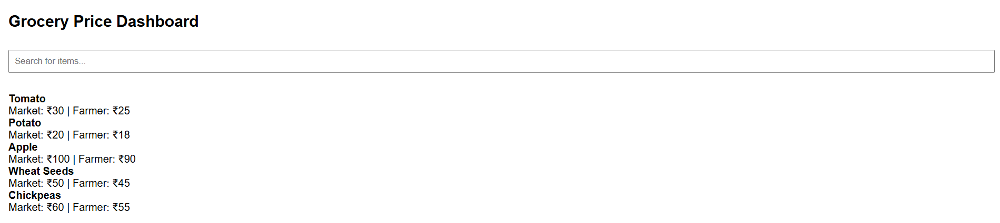 Grocery Price Dashboard
Search for items...
Tomato
Market: ₹30 | Farmer: ₹25
Potato
Market: ₹20 | Farmer: ₹18
Apple
Market: ₹100 | Farmer: ₹90
Wheat Seeds
Market: ₹50 | Farmer: ₹45
Chickpeas
Market: ₹60 | Farmer: ₹55